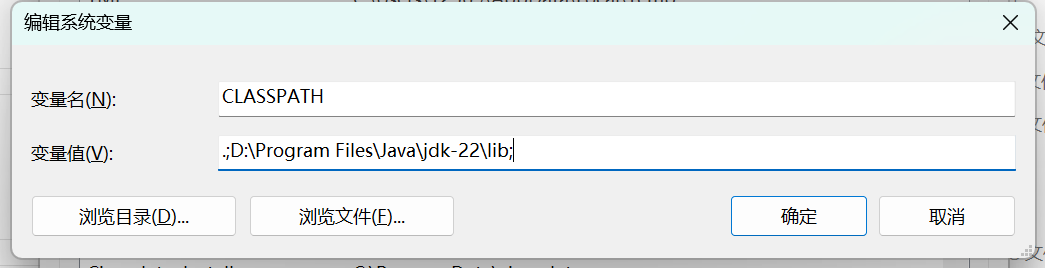 编辑系统变量
变量名(N):
CLASSPATH
变量值(V):
.;D:\Program Files\Java\jdk-22\lib;
浏览目录(D)...
浏览文件(F)...
确定
取消